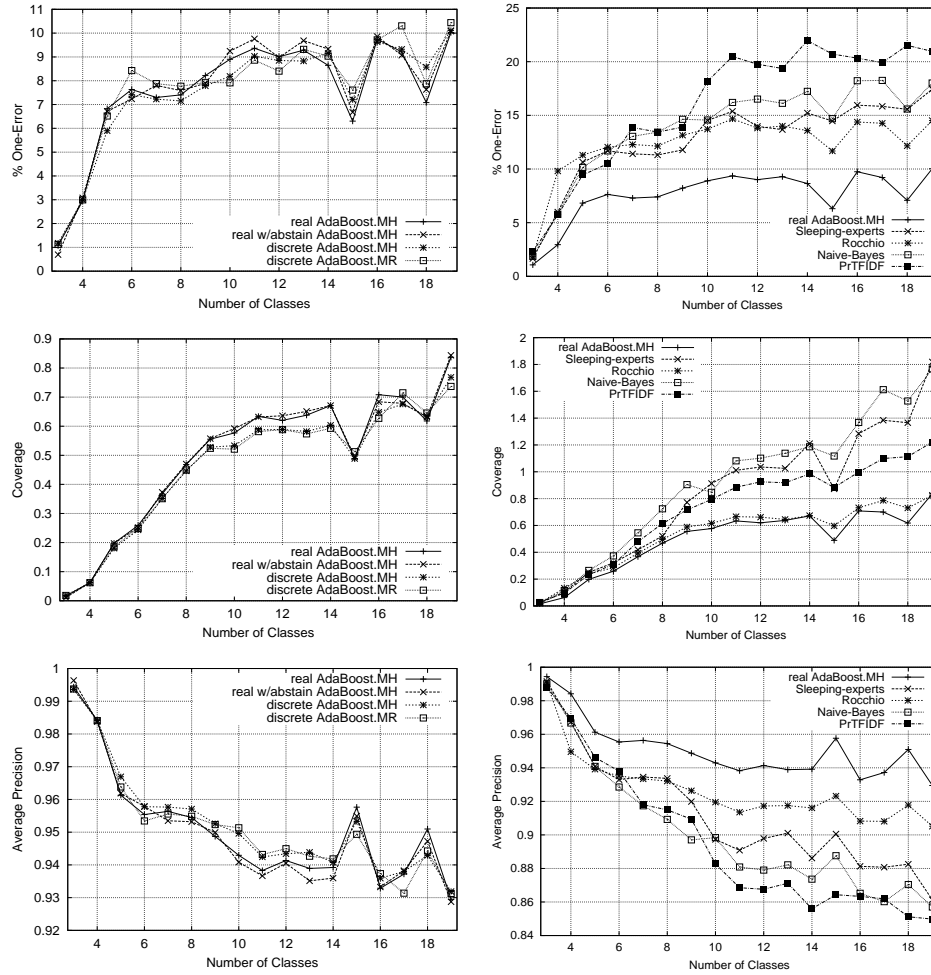 11
10
9
8
7
6
5
4
3
2
1
0
% One-Error
real AdaBoost.MH
real w/abstain AdaBoost.MH
discrete AdaBoost.MH
discrete AdaBoost.MR
4 6 8 10 12 14 16 18
Number of Classes
25
20
15
10
5
0
% One-Error
real AdaBoost.MH
Sleeping-experts
Rocchio
Naive-Bayes
PrTFIDF
4 6 8 10 12 14 16 18
Number of Classes
0.9
0.8
0.7
0.6
0.5
0.4
0.3
0.2
0.1
0
Coverage
real AdaBoost.MH
real w/abstain AdaBoost.MH
discrete AdaBoost.MH
discrete AdaBoost.MR
4 6 8 10 12 14 16 18
Number of Classes
2
1.8
1.6
1.4
1.2
1
0.8
0.6
0.4
0.2
0
Coverage
real AdaBoost.MH
Sleeping-experts
Rocchio
Naive-Bayes
PrTFIDF
4 6 8 10 12 14 16 18
Number of Classes
1
0.99
0.98
0.97
0.96
0.95
0.94
0.93
0.92
Average Precision
real AdaBoost.MH
real w/abstain AdaBoost.MH
discrete AdaBoost.MH
discrete AdaBoost.MR
4 6 8 10 12 14 16 18
Number of Classes
1
0.98
0.96
0.94
0.92
0.9
0.88
0.86
0.84
Average Precision
real AdaBoost.MH
Sleeping-experts
Rocchio
Naive-Bayes
PrTFIDF
4 6 8 10 12 14 16 18
Number of Classes